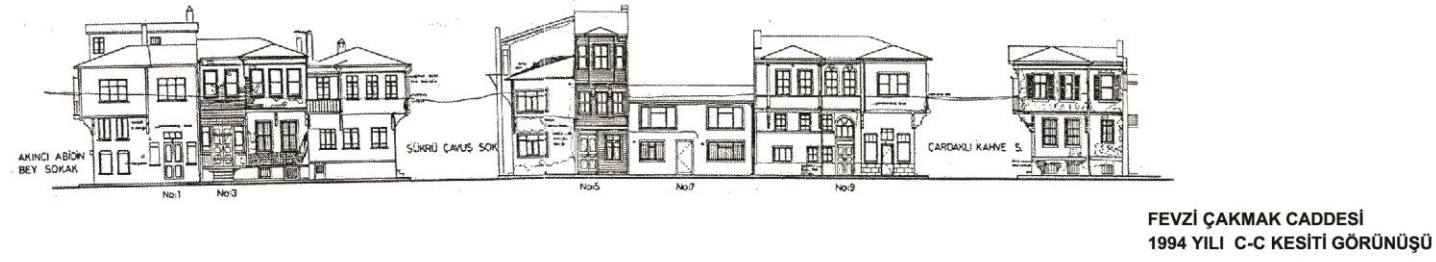 AKINCI ABİDİN
BEY SOKAK
No:1
No:3
ŞÜKRÜ ÇAVUŞ SOK
No:5
No:7
No:9
ÇARDAKLI KAHVE S.
FEVZİ ÇAKMAK CADDESİ
1994 YILI C-C KESİTİ GÖRÜNÜŞÜ